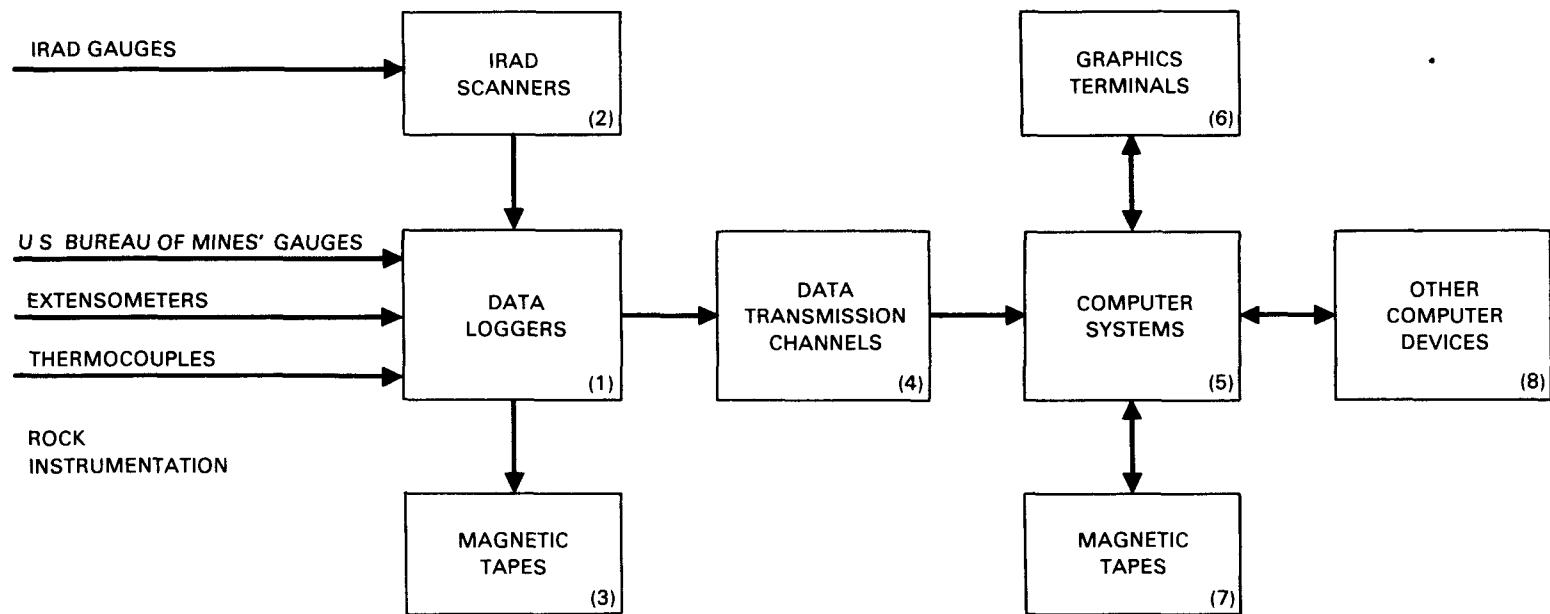 IRAD GAUGES
IRAD
SCANNERS
(2)
GRAPHICS
TERMINALS
(6)
U S BUREAU OF MINES' GAUGES
EXTENSOMETERS
THERMOCOUPLES
DATA
LOGGERS
(1)
DATA
TRANSMISSION
CHANNELS
(4)
COMPUTER
SYSTEMS
(5)
OTHER
COMPUTER
DEVICES
(8)
ROCK
INSTRUMENTATION
MAGNETIC
TAPES
(3)
MAGNETIC
TAPES
(7)